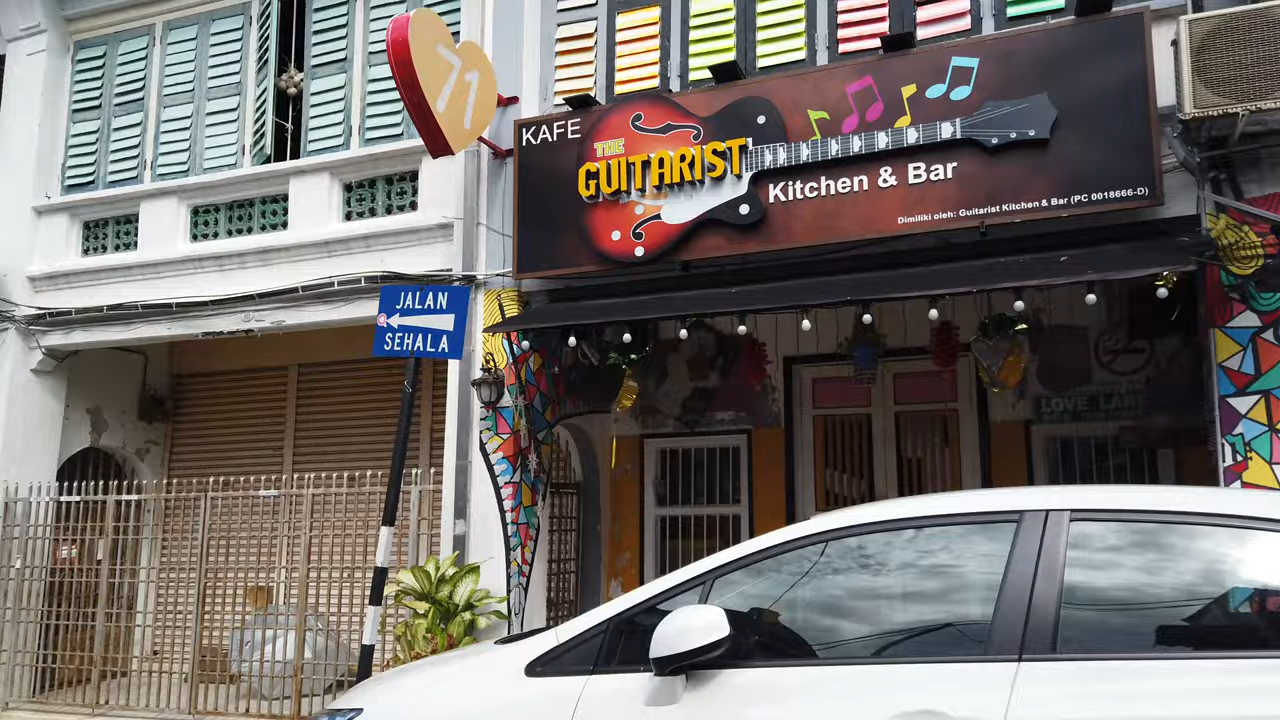 71
KAFE
THE
GUITARIST
Kitchen & Bar
Dimiliki oleh: Guitarist Kitchen & Bar (PC 0018666-D)
JALAN
SEHALA
LOVE LANE